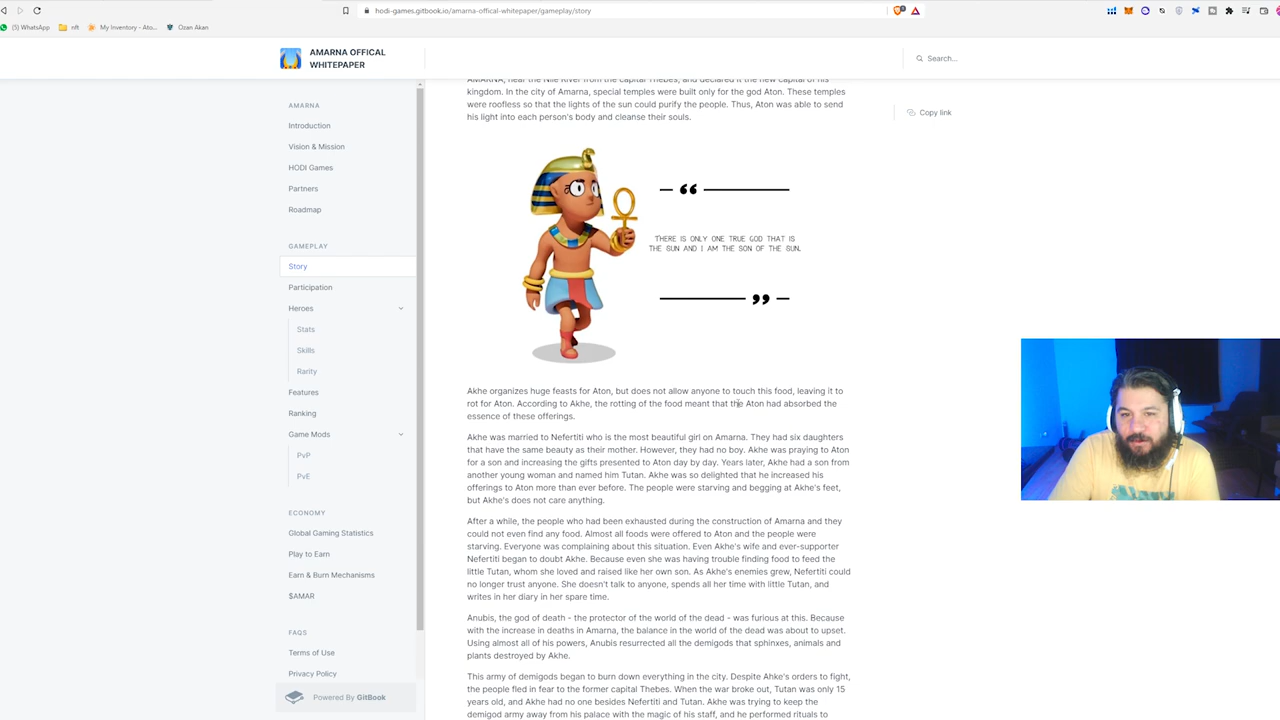 hodi-games.gitbook.io/amarna-offical-whitepaper/gameplay/story
(5) WhatsApp
nft
My Inventory - Ato...
Ozan Akan
AMARNA OFFICAL
WHITEPAPER
Search...
AMARNA
Introduction
Vision & Mission
HODI Games
Partners
Roadmap
GAMEPLAY
Story
Participation
Heroes
Stats
Skills
Rarity
Features
Ranking
Game Mods
PvP
PvE
ECONOMY
Global Gaming Statistics
Play to Earn
Earn & Burn Mechanisms
$AMAR
FAQS
Terms of Use
Privacy Policy
Powered By GitBook
AMARNA, near the Nile River from the capital Thebes, and declared it the new capital of his
kingdom. In the city of Amarna, special temples were built only for the god Aton. These temples
were roofless so that the lights of the sun could purify the people. Thus, Aton was able to send
his light into each person's body and cleanse their souls.
Copy link
“
THERE IS ONLY ONE TRUE GOD THAT IS
THE SUN AND I AM THE SON OF THE SUN.
”
Akhe organizes huge feasts for Aton, but does not allow anyone to touch this food, leaving it to
rot for Aton. According to Akhe, the rotting of the food meant that the Aton had absorbed the
essence of these offerings.
Akhe was married to Nefertiti who is the most beautiful girl on Amarna. They had six daughters
that have the same beauty as their mother. However, they had no boy. Akhe was praying to Aton
for a son and increasing the gifts presented to Aton day by day. Years later, Akhe had a son from
another young woman and named him Tutan. Akhe was so delighted that he increased his
offerings to Aton more than ever before. The people were starving and begging at Akhe's feet,
but Akhe's does not care anything.
After a while, the people who had been exhausted during the construction of Amarna and they
could not even find any food. Almost all foods were offered to Aton and the people were
starving. Everyone was complaining about this situation. Even Akhe's wife and ever-supporter
Nefertiti began to doubt Akhe. Because even she was having trouble finding food to feed the
little Tutan, whom she loved and raised like her own son. As Akhe's enemies grew, Nefertiti could
no longer trust anyone. She doesn't talk to anyone, spends all her time with little Tutan, and
writes in her diary in her spare time.
Anubis, the god of death - the protector of the world of the dead - was furious at this. Because
with the increase in deaths in Amarna, the balance in the world of the dead was about to upset.
Using almost all of his powers, Anubis resurrected all the demigods that sphinxes, animals and
plants destroyed by Akhe.
This army of demigods began to burn down everything in the city. Despite Ahke's orders to fight,
the people fled in fear to the former capital Thebes. When the war broke out, Tutan was only 15
years old, and Akhe had no one besides Nefertiti and Tutan. Akhe was trying to keep the
demigod army away from his palace with the magic of his staff, and he performed rituals to